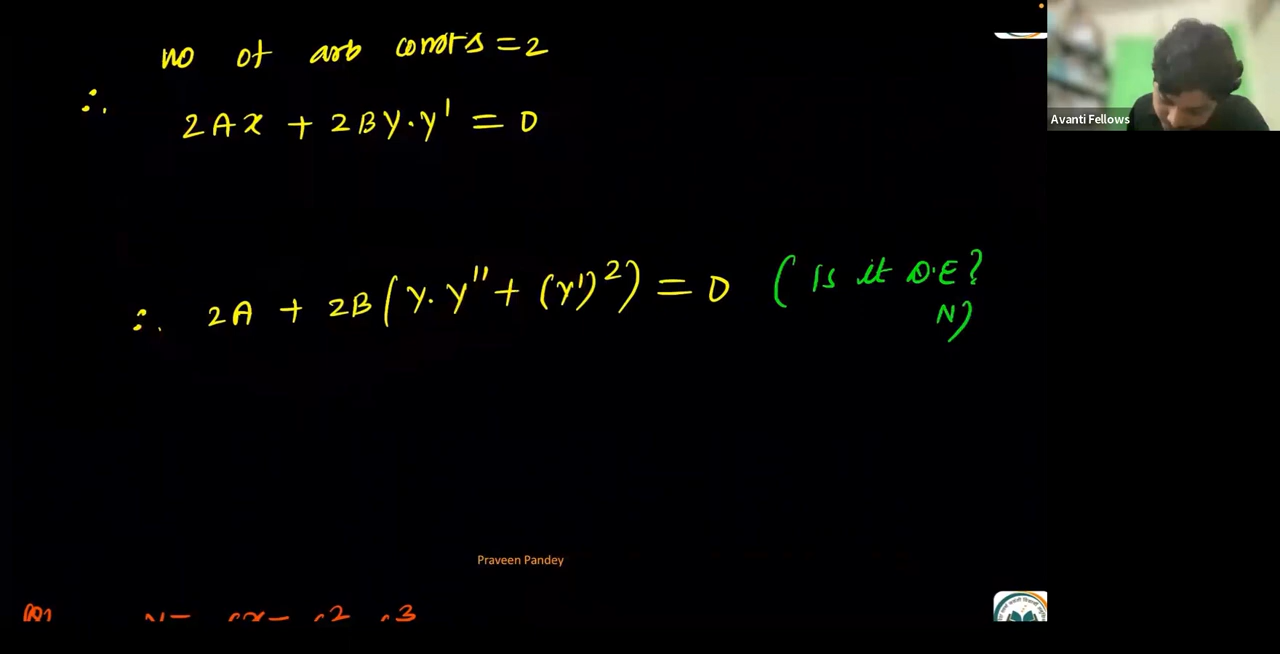 no of arb consts = 2
Avanti Fellows
∴ 2Ax + 2By·y' = 0
∴ 2A + 2B(y·y'' + (y')²) = 0 (Is it D.E?
N)
Praveen Pandey